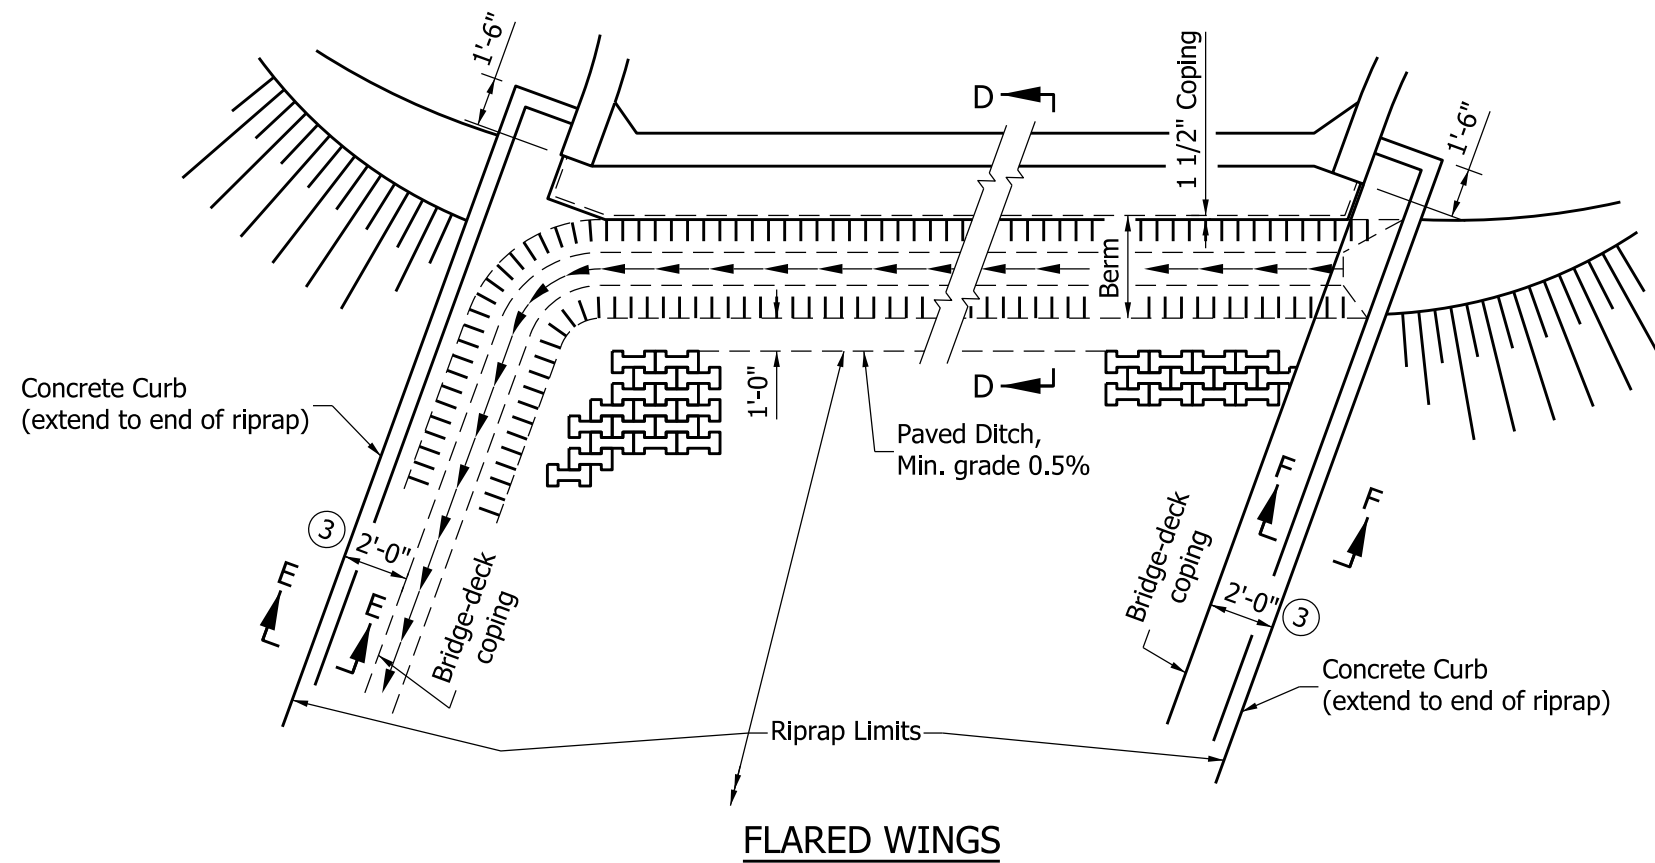 1'-6"
D
1 1/2" Coping
1'-6"
Berm
Concrete Curb
(extend to end of riprap)
1'-0"
D
Paved Ditch,
Min. grade 0.5%
3
2'-0"
E
E
Bridge-deck
coping
F
F
Bridge-deck
coping
2'-0"
3
Concrete Curb
(extend to end of riprap)
Riprap Limits
FLARED WINGS